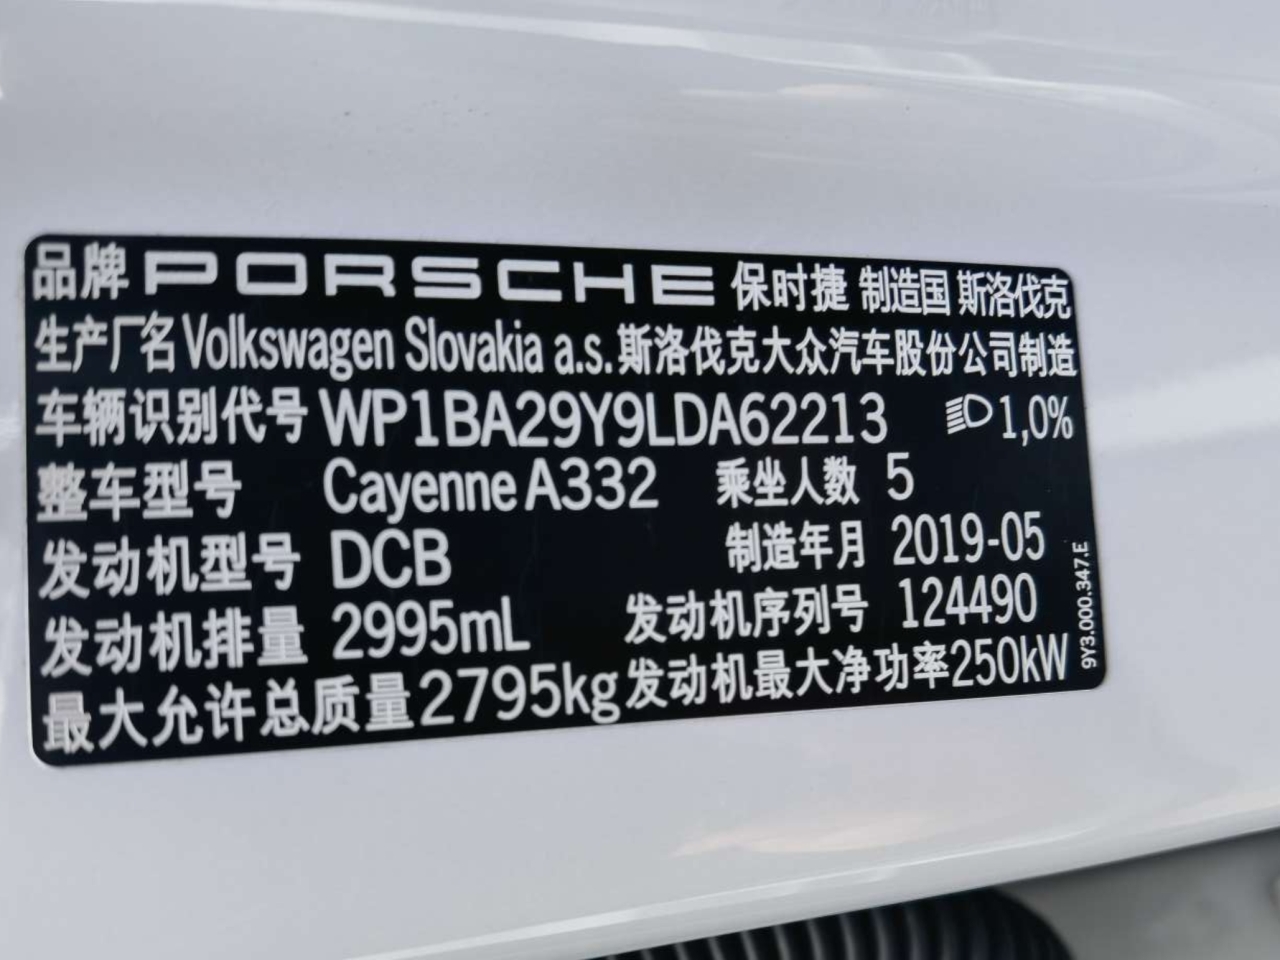 品牌 PORSCHE 保时捷 制造国 斯洛伐克
生产厂名 Volkswagen Slovakia a.s. 斯洛伐克大众汽车股份公司制造
车辆识别代号 WP1BA29Y9LDA62213 1,0%
整车型号 Cayenne A332 乘坐人数 5
发动机型号 DCB 制造年月 2019-05
发动机排量 2995mL 发动机序列号 124490
最大允许总质量 2795kg 发动机最大净功率 250kW
9Y3.000.347.E